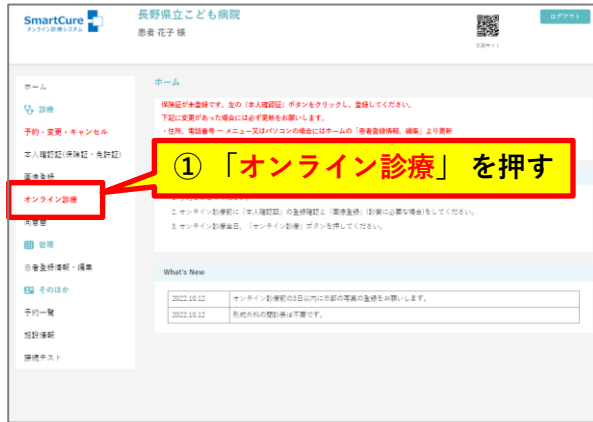 SmartCure
オンライン診療システム
長野県立こども病院
患者 花子 様
ログアウト
ホーム
診療
予約・変更・キャンセル
本人確認証(保険証・免許証)
画像登録
オンライン診療
同意書
管理
患者登録情報・編集
そのほか
予約一覧
施設情報
接続テスト
ホーム
保険証が未登録です。左の「本人確認証」ボタンをクリックし、登録してください。
下記に変更があった場合には必ず更新をお願いします。
・住所、電話番号 ー メニュー又はパソコンの場合にはホームの「患者登録情報、編集」より更新
① 「オンライン診療」 を押す
2. オンライン診療前は「本人確認証」の登録確認と「画像登録」(診察に必要な場合)をしてください。
3. オンライン診療当日、「オンライン診療」ボタンを押してください。
What's New
2022.10.12 オンライン診療前の3日以内に患部の写真の登録をお願いします。
2022.10.12 形成外科の問診票は不要です。